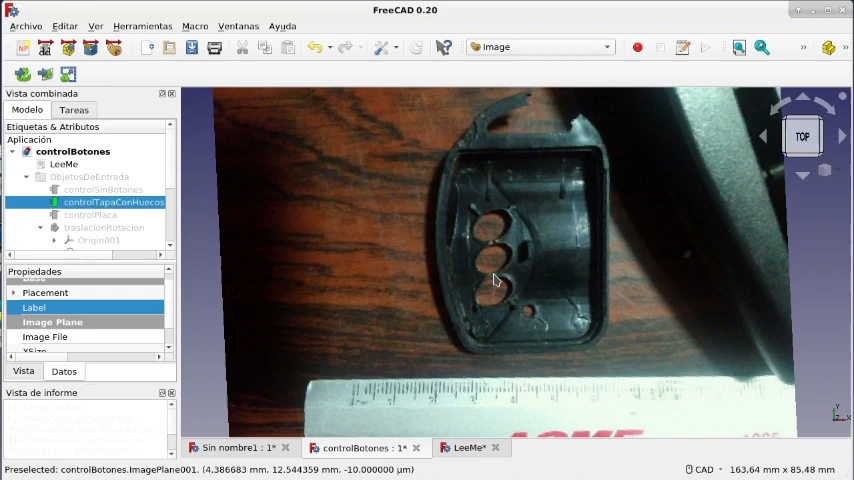 FreeCAD 0.20
Archivo Editar Ver Herramientas Macro Ventanas Ayuda
Image
Vista combinada
Modelo Tareas
Etiquetas & Atributos
Aplicación
controlBotones
LeeMe
ObjetosDeEntrada
controlSinBotones
controlTapaConHuecos
controlPlaca
traslacionRotacion
Origin001
Propiedades
Base
Placement
Label
Image Plane
Image File
XSize
Vista Datos
Vista de informe
TOP
ACME
Sin nombre1 : 1* controlBotones : 1* LeeMe*
Preselected: controlBotones.ImagePlane001. (4.386683 mm, 12.544359 mm, -10.000000 µm) CAD 163,64 mm x 85.48 mm